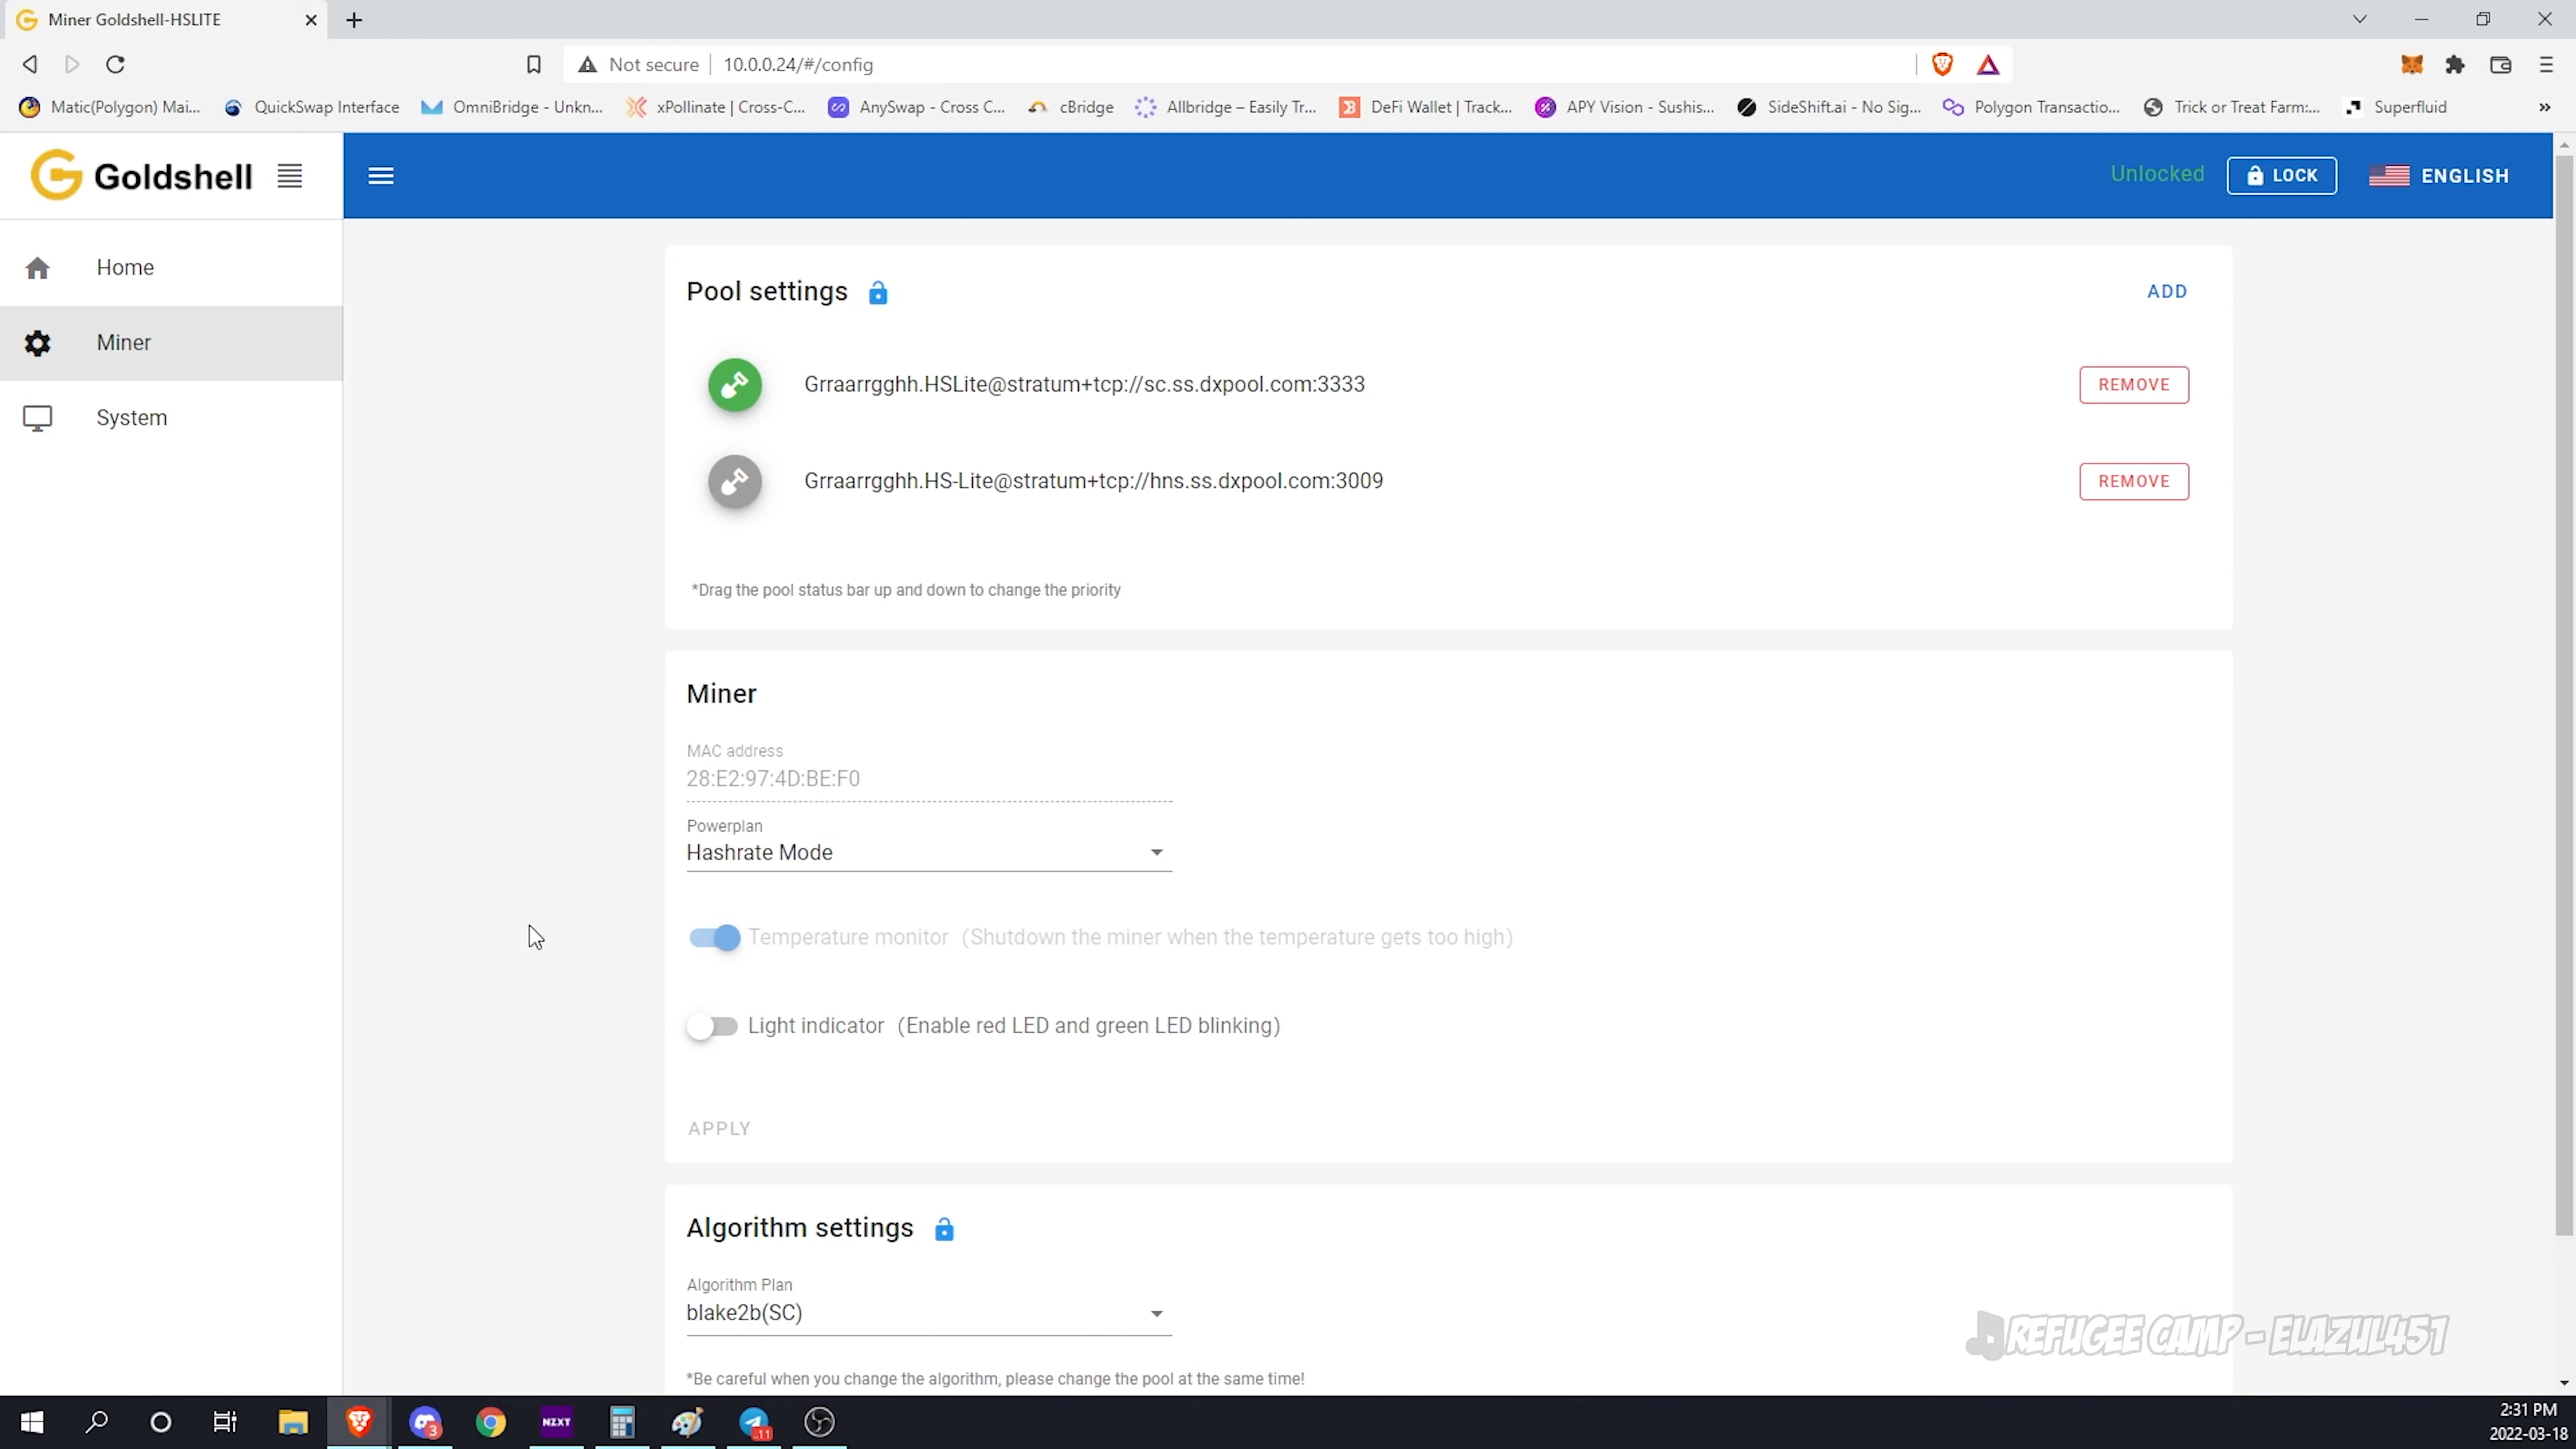 Miner Goldshell-HSLITE
Not secure
10.0.0.24/#/config
Matic(Polygon) Mai...
QuickSwap Interface
OmniBridge - Unkn...
xPollinate | Cross-C...
AnySwap - Cross C...
cBridge
Allbridge – Easily Tr...
DeFi Wallet | Track...
APY Vision - Sushis...
SideShift.ai - No Sig...
Polygon Transactio...
Trick or Treat Farm:...
Superfluid
»
Goldshell
Unlocked
LOCK
ENGLISH
Home
Miner
System
Pool settings
ADD
Grraarrgghh.HSLite@stratum+tcp://sc.ss.dxpool.com:3333
REMOVE
Grraarrgghh.HS-Lite@stratum+tcp://hns.ss.dxpool.com:3009
REMOVE
*Drag the pool status bar up and down to change the priority
Miner
MAC address
28:E2:97:4D:BE:F0
Powerplan
Hashrate Mode
Temperature monitor (Shutdown the miner when the temperature gets too high)
Light indicator (Enable red LED and green LED blinking)
APPLY
Algorithm settings
Algorithm Plan
blake2b(SC)
*Be careful when you change the algorithm, please change the pool at the same time!
REFUGEE CAMP - ELAZUL451
3
NZXT
11
2:31 PM
2022-03-18